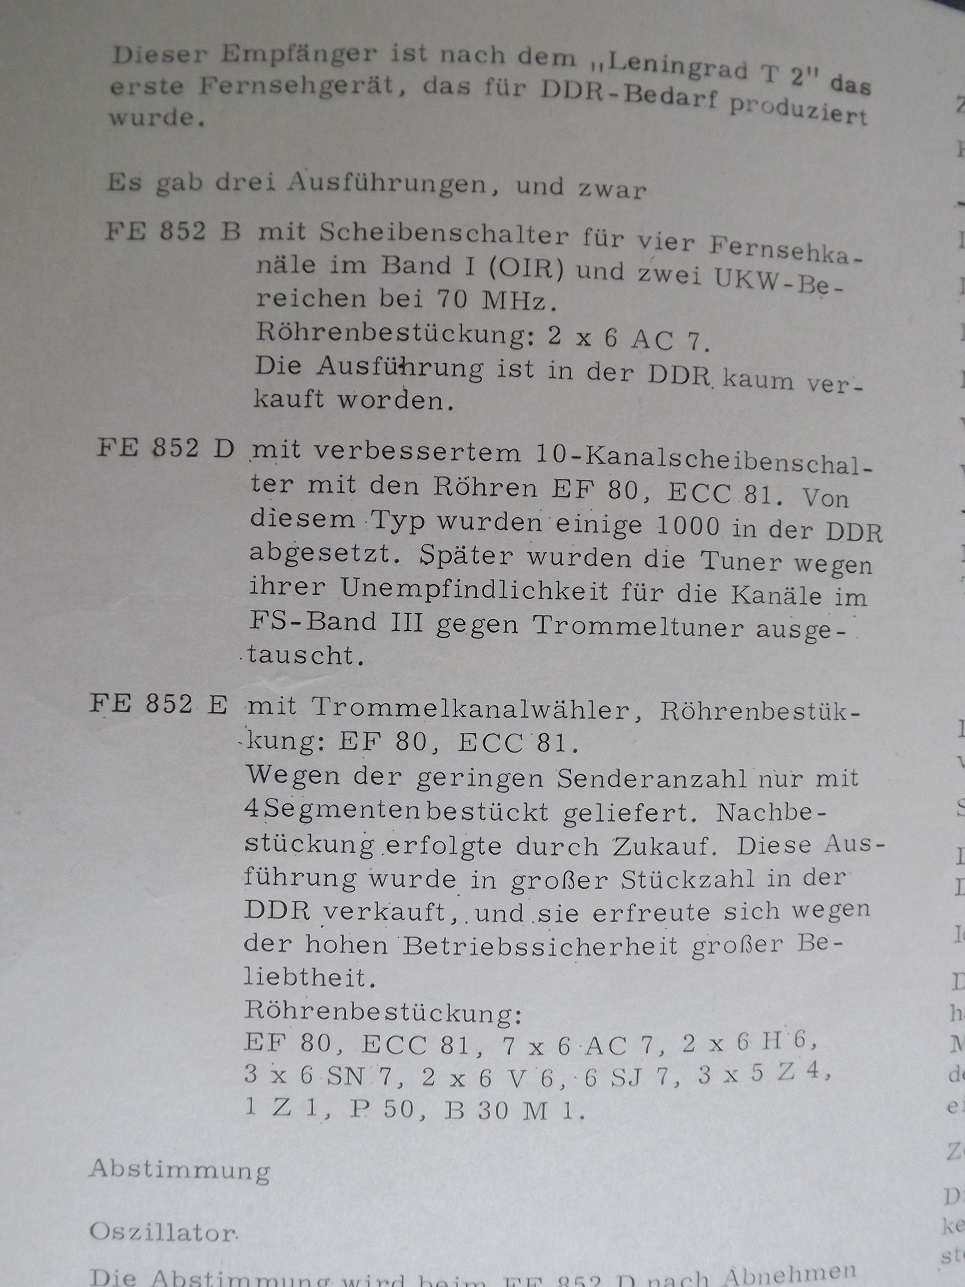 Dieser Empfänger ist nach dem „Leningrad T 2" das
erste Fernsehgerät, das für DDR-Bedarf produziert
wurde.
Es gab drei Ausführungen, und zwar
FE 852 B mit Scheibenschalter für vier Fernsehka-
näle im Band I (OIR) und zwei UKW-Be-
reichen bei 70 MHz.
Röhrenbestückung: 2 x 6 AC 7.
Die Ausführung ist in der DDR kaum ver-
kauft worden.
FE 852 D mit verbessertem 10-Kanalscheibenschal-
ter mit den Röhren EF 80, ECC 81. Von
diesem Typ wurden einige 1000 in der DDR
abgesetzt. Später wurden die Tuner wegen
ihrer Unempfindlichkeit für die Kanäle im
FS-Band III gegen Trommeltuner ausge-
tauscht.
FE 852 E mit Trommelkanalwähler, Röhrenbestük-
kung: EF 80, ECC 81.
Wegen der geringen Senderanzahl nur mit
4 Segmenten bestückt geliefert. Nachbe-
stückung erfolgte durch Zukauf. Diese Aus-
führung wurde in großer Stückzahl in der
DDR verkauft, und sie erfreute sich wegen
der hohen Betriebssicherheit großer Be-
liebtheit.
Röhrenbestückung:
EF 80, ECC 81, 7 x 6 AC 7, 2 x 6 H 6,
3 x 6 SN 7, 2 x 6 V 6, 6 SJ 7, 3 x 5 Z 4,
1 Z 1, P 50, B 30 M 1.
Abstimmung
Oszillator
Die Abstimmung wird beim FE 852 D nach Abnehmen